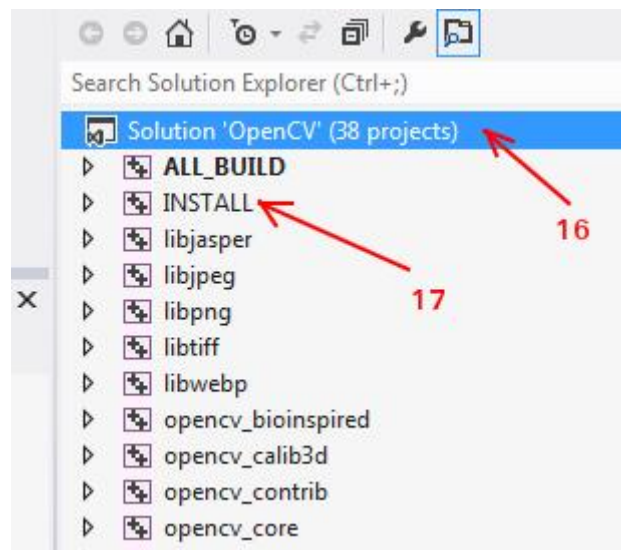 Search Solution Explorer (Ctrl+;)
Solution 'OpenCV' (38 projects)
ALL_BUILD
INSTALL
16
libjasper
libjpeg
17
libpng
libtiff
libwebp
opencv_bioinspired
opencv_calib3d
opencv_contrib
opencv_core